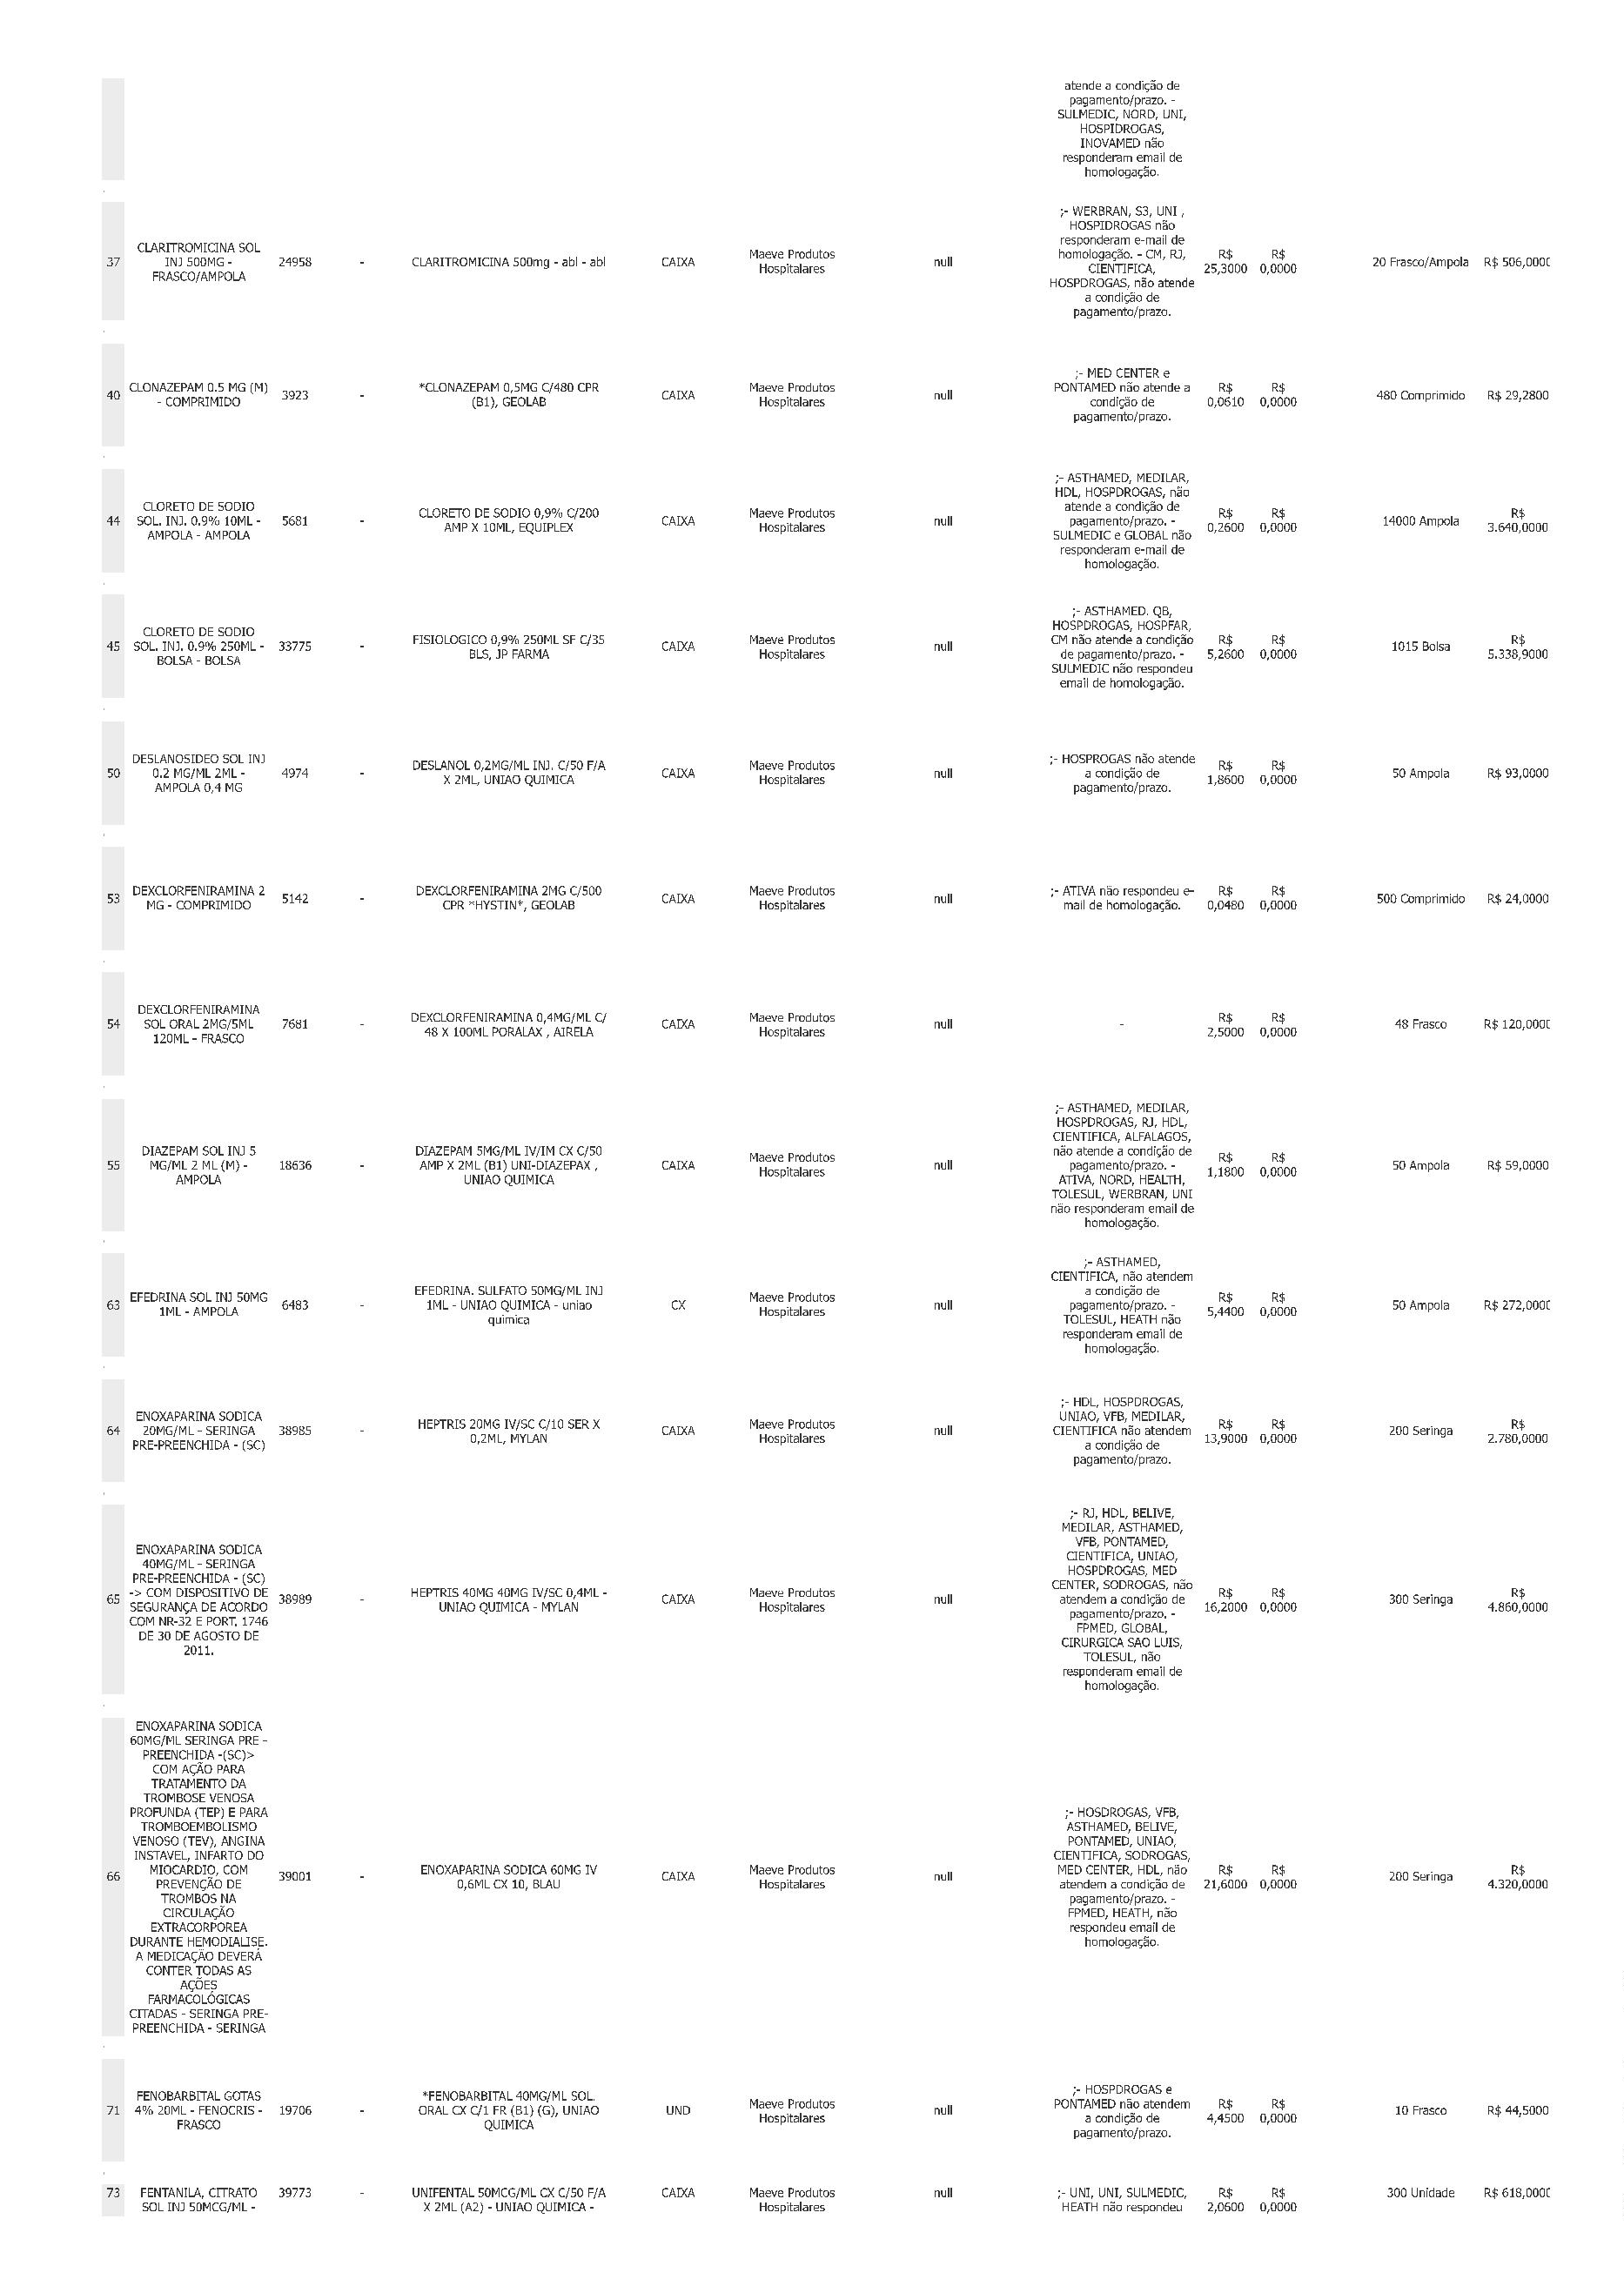 atende a condição de
pagamento/prazo. -
SULMEDIC, NORD, UNI,
HOSPIDROGAS,
INOVAMED não
responderam email de
homologação.
37
CLARITROMICINA SOL
INJ 500MG -
FRASCO/AMPOLA
24958
-
CLARITROMICINA 500mg - abl - abl
CAIXA
Maeve Produtos
Hospitalares
null
;- WERBRAN, S3, UNI ,
HOSPIDROGAS não
responderam e-mail de
homologação. - CM, RJ,
CIENTIFICA,
HOSPDROGAS, não atende
a condição de
pagamento/prazo.
R$
25,3000
R$
0,0000
20 Frasco/Ampola
R$ 506,0000
40
CLONAZEPAM 0.5 MG (M)
- COMPRIMIDO
3923
-
*CLONAZEPAM 0,5MG C/480 CPR
(B1), GEOLAB
CAIXA
Maeve Produtos
Hospitalares
null
;- MED CENTER e
PONTAMED não atende a
condição de
pagamento/prazo.
R$
0,0610
R$
0,0000
480 Comprimido
R$ 29,2800
44
CLORETO DE SODIO
SOL. INJ. 0.9% 10ML -
AMPOLA - AMPOLA
5681
-
CLORETO DE SODIO 0,9% C/200
AMP X 10ML, EQUIPLEX
CAIXA
Maeve Produtos
Hospitalares
null
;- ASTHAMED, MEDILAR,
HDL, HOSPDROGAS, não
atende a condição de
pagamento/prazo. -
SULMEDIC e GLOBAL não
responderam e-mail de
homologação.
R$
0,2600
R$
0,0000
14000 Ampola
R$
3.640,0000
45
CLORETO DE SODIO
SOL. INJ. 0.9% 250ML -
BOLSA - BOLSA
33775
-
FISIOLOGICO 0,9% 250ML SF C/35
BLS, JP FARMA
CAIXA
Maeve Produtos
Hospitalares
null
;- ASTHAMED. QB,
HOSPDROGAS, HOSPFAR,
CM não atende a condição
de pagamento/prazo. -
SULMEDIC não respondeu
email de homologação.
R$
5,2600
R$
0,0000
1015 Bolsa
R$
5.338,9000
50
DESLANOSIDEO SOL INJ
0.2 MG/ML 2ML -
AMPOLA 0,4 MG
4974
-
DESLANOL 0,2MG/ML INJ. C/50 F/A
X 2ML, UNIAO QUIMICA
CAIXA
Maeve Produtos
Hospitalares
null
;- HOSPROGAS não atende
a condição de
pagamento/prazo.
R$
1,8600
R$
0,0000
50 Ampola
R$ 93,0000
53
DEXCLORFENIRAMINA 2
MG - COMPRIMIDO
5142
-
DEXCLORFENIRAMINA 2MG C/500
CPR *HYSTIN*, GEOLAB
CAIXA
Maeve Produtos
Hospitalares
null
;- ATIVA não respondeu e-
mail de homologação.
R$
0,0480
R$
0,0000
500 Comprimido
R$ 24,0000
54
DEXCLORFENIRAMINA
SOL ORAL 2MG/5ML
120ML - FRASCO
7681
-
DEXCLORFENIRAMINA 0,4MG/ML C/
48 X 100ML PORALAX , AIRELA
CAIXA
Maeve Produtos
Hospitalares
null
-
R$
2,5000
R$
0,0000
48 Frasco
R$ 120,0000
55
DIAZEPAM SOL INJ 5
MG/ML 2 ML (M) -
AMPOLA
18636
-
DIAZEPAM 5MG/ML IV/IM CX C/50
AMP X 2ML (B1) UNI-DIAZEPAX ,
UNIAO QUIMICA
CAIXA
Maeve Produtos
Hospitalares
null
;- ASTHAMED, MEDILAR,
HOSPDROGAS, RJ, HDL,
CIENTIFICA, ALFALAGOS,
não atende a condição de
pagamento/prazo. -
ATIVA, NORD, HEALTH,
TOLESUL, WERBRAN, UNI
não responderam email de
homologação.
R$
1,1800
R$
0,0000
50 Ampola
R$ 59,0000
63
EFEDRINA SOL INJ 50MG
1ML - AMPOLA
6483
-
EFEDRINA. SULFATO 50MG/ML INJ
1ML - UNIAO QUIMICA - uniao
quimica
CX
Maeve Produtos
Hospitalares
null
;- ASTHAMED,
CIENTIFICA, não atendem
a condição de
pagamento/prazo. -
TOLESUL, HEATH não
responderam email de
homologação.
R$
5,4400
R$
0,0000
50 Ampola
R$ 272,0000
64
ENOXAPARINA SODICA
20MG/ML - SERINGA
PRE-PREENCHIDA - (SC)
38985
-
HEPTRIS 20MG IV/SC C/10 SER X
0,2ML, MYLAN
CAIXA
Maeve Produtos
Hospitalares
null
;- HDL, HOSPDROGAS,
UNIAO, VFB, MEDILAR,
CIENTIFICA não atendem
a condição de
pagamento/prazo.
R$
13,9000
R$
0,0000
200 Seringa
R$
2.780,0000
65
ENOXAPARINA SODICA
40MG/ML - SERINGA
PRE-PREENCHIDA - (SC)
-> COM DISPOSITIVO DE
SEGURANÇA DE ACORDO
COM NR-32 E PORT, 1746
DE 30 DE AGOSTO DE
2011.
38989
-
HEPTRIS 40MG 40MG IV/SC 0,4ML -
UNIAO QUIMICA - MYLAN
CAIXA
Maeve Produtos
Hospitalares
null
;- RJ, HDL, BELIVE,
MEDILAR, ASTHAMED,
VFB, PONTAMED,
CIENTIFICA, UNIAO,
HOSPDROGAS, MED
CENTER, SODROGAS, não
atendem a condição de
pagamento/prazo, -
FPMED, GLOBAL,
CIRURGICA SAO LUIS,
TOLESUL, não
responderam email de
homologação.
R$
16,2000
R$
0,0000
300 Seringa
R$
4.860,0000
66
ENOXAPARINA SODICA
60MG/ML SERINGA PRE -
PREENCHIDA -(SC)>
COM AÇÃO PARA
TRATAMENTO DA
TROMBOSE VENOSA
PROFUNDA (TEP) E PARA
TROMBOEMBOLISMO
VENOSO (TEV), ANGINA
INSTAVEL, INFARTO DO
MIOCARDIO, COM
PREVENÇÃO DE
TROMBOS NA
CIRCULAÇÃO
EXTRACORPOREA
DURANTE HEMODIALISE.
A MEDICAÇÃO DEVERÁ
CONTER TODAS AS
AÇÕES
FARMACOLÓGICAS
CITADAS - SERINGA PRE-
PREENCHIDA - SERINGA
39001
-
ENOXAPARINA SODICA 60MG IV
0,6ML CX 10, BLAU
CAIXA
Maeve Produtos
Hospitalares
null
;- HOSDROGAS, VFB,
ASTHAMED, BELIVE,
PONTAMED, UNIAO,
CIENTIFICA, SODROGAS,
MED CENTER, HDL, não
atendem a condição de
pagamento/prazo. -
FPMED, HEATH, não
respondeu email de
homologação.
R$
21,6000
R$
0,0000
200 Seringa
R$
4.320,0000
71
FENOBARBITAL GOTAS
4% 20ML - FENOCRIS -
FRASCO
19706
-
*FENOBARBITAL 40MG/ML SOL.
ORAL CX C/1 FR (B1) (G), UNIAO
QUIMICA
UND
Maeve Produtos
Hospitalares
null
;- HOSPDROGAS e
PONTAMED não atendem
a condição de
pagamento/prazo.
R$
4,4500
R$
0,0000
10 Frasco
R$ 44,5000
73
FENTANILA, CITRATO
SOL INJ 50MCG/ML -
39773
-
UNIFENTAL 50MCG/ML CX C/50 F/A
X 2ML (A2) - UNIAO QUIMICA -
CAIXA
Maeve Produtos
Hospitalares
null
;- UNI, UNI, SULMEDIC,
HEATH não respondeu
R$
2,0600
R$
0,0000
300 Unidade
R$ 618,0000